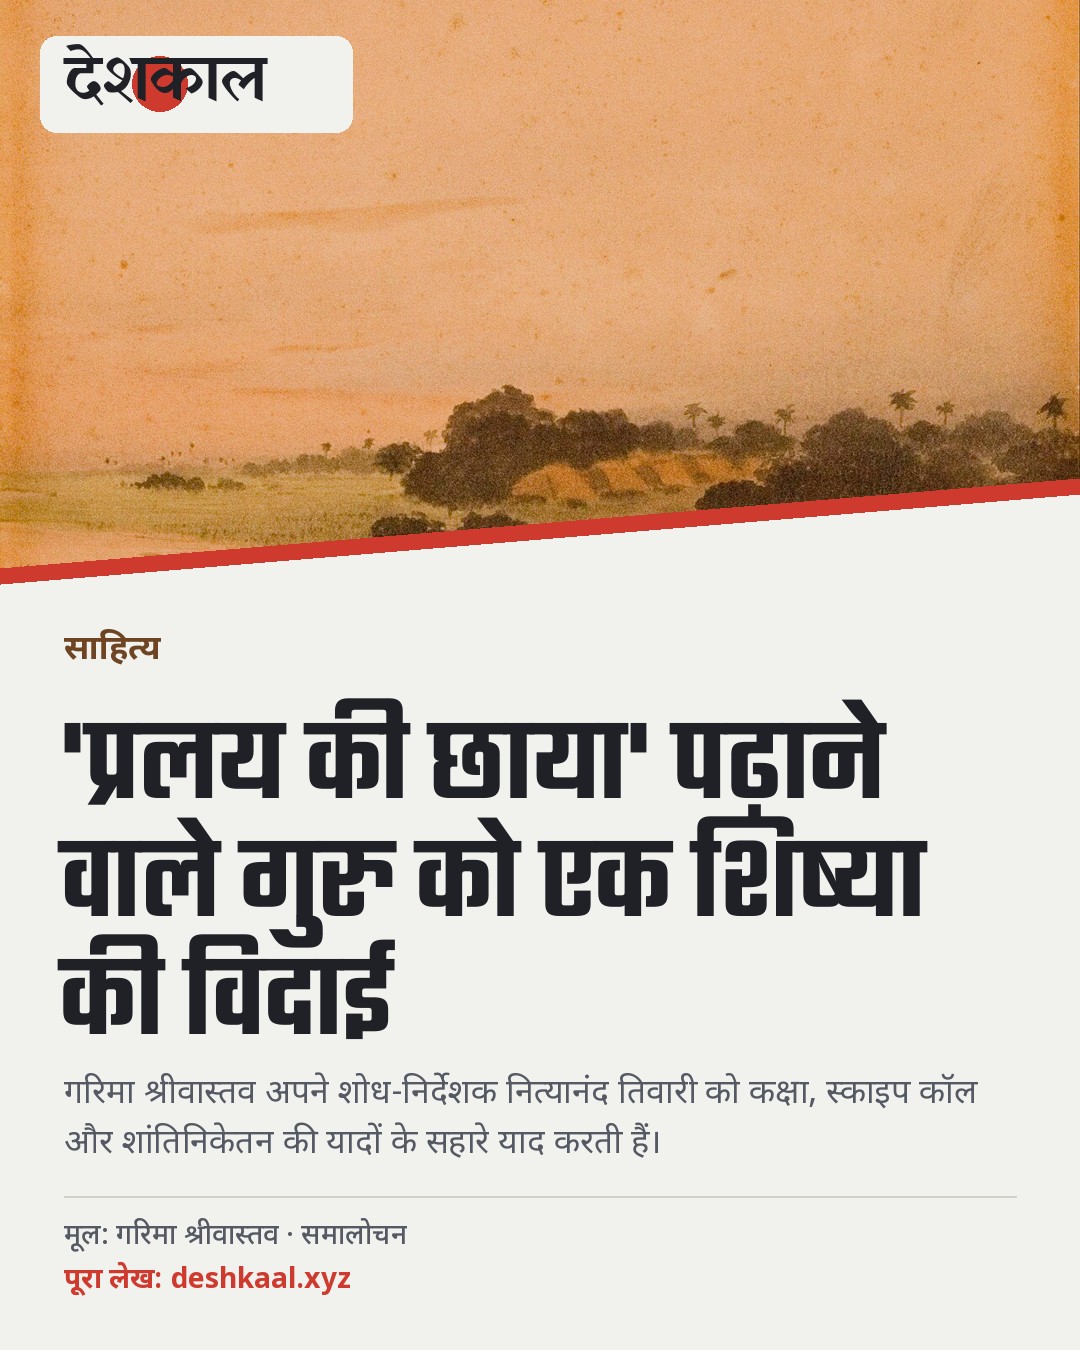 देशकाल
साहित्य
'प्रलय की छाया' पढ़ाने
वाले गुरु को एक शिष्या
की विदाई
गरिमा श्रीवास्तव अपने शोध-निर्देशक नित्यानंद तिवारी को कक्षा, स्काइप कॉल
और शांतिनिकेतन की यादों के सहारे याद करती हैं।
मूल: गरिमा श्रीवास्तव · समालोचन
पूरा लेख: deshkaal.xyz